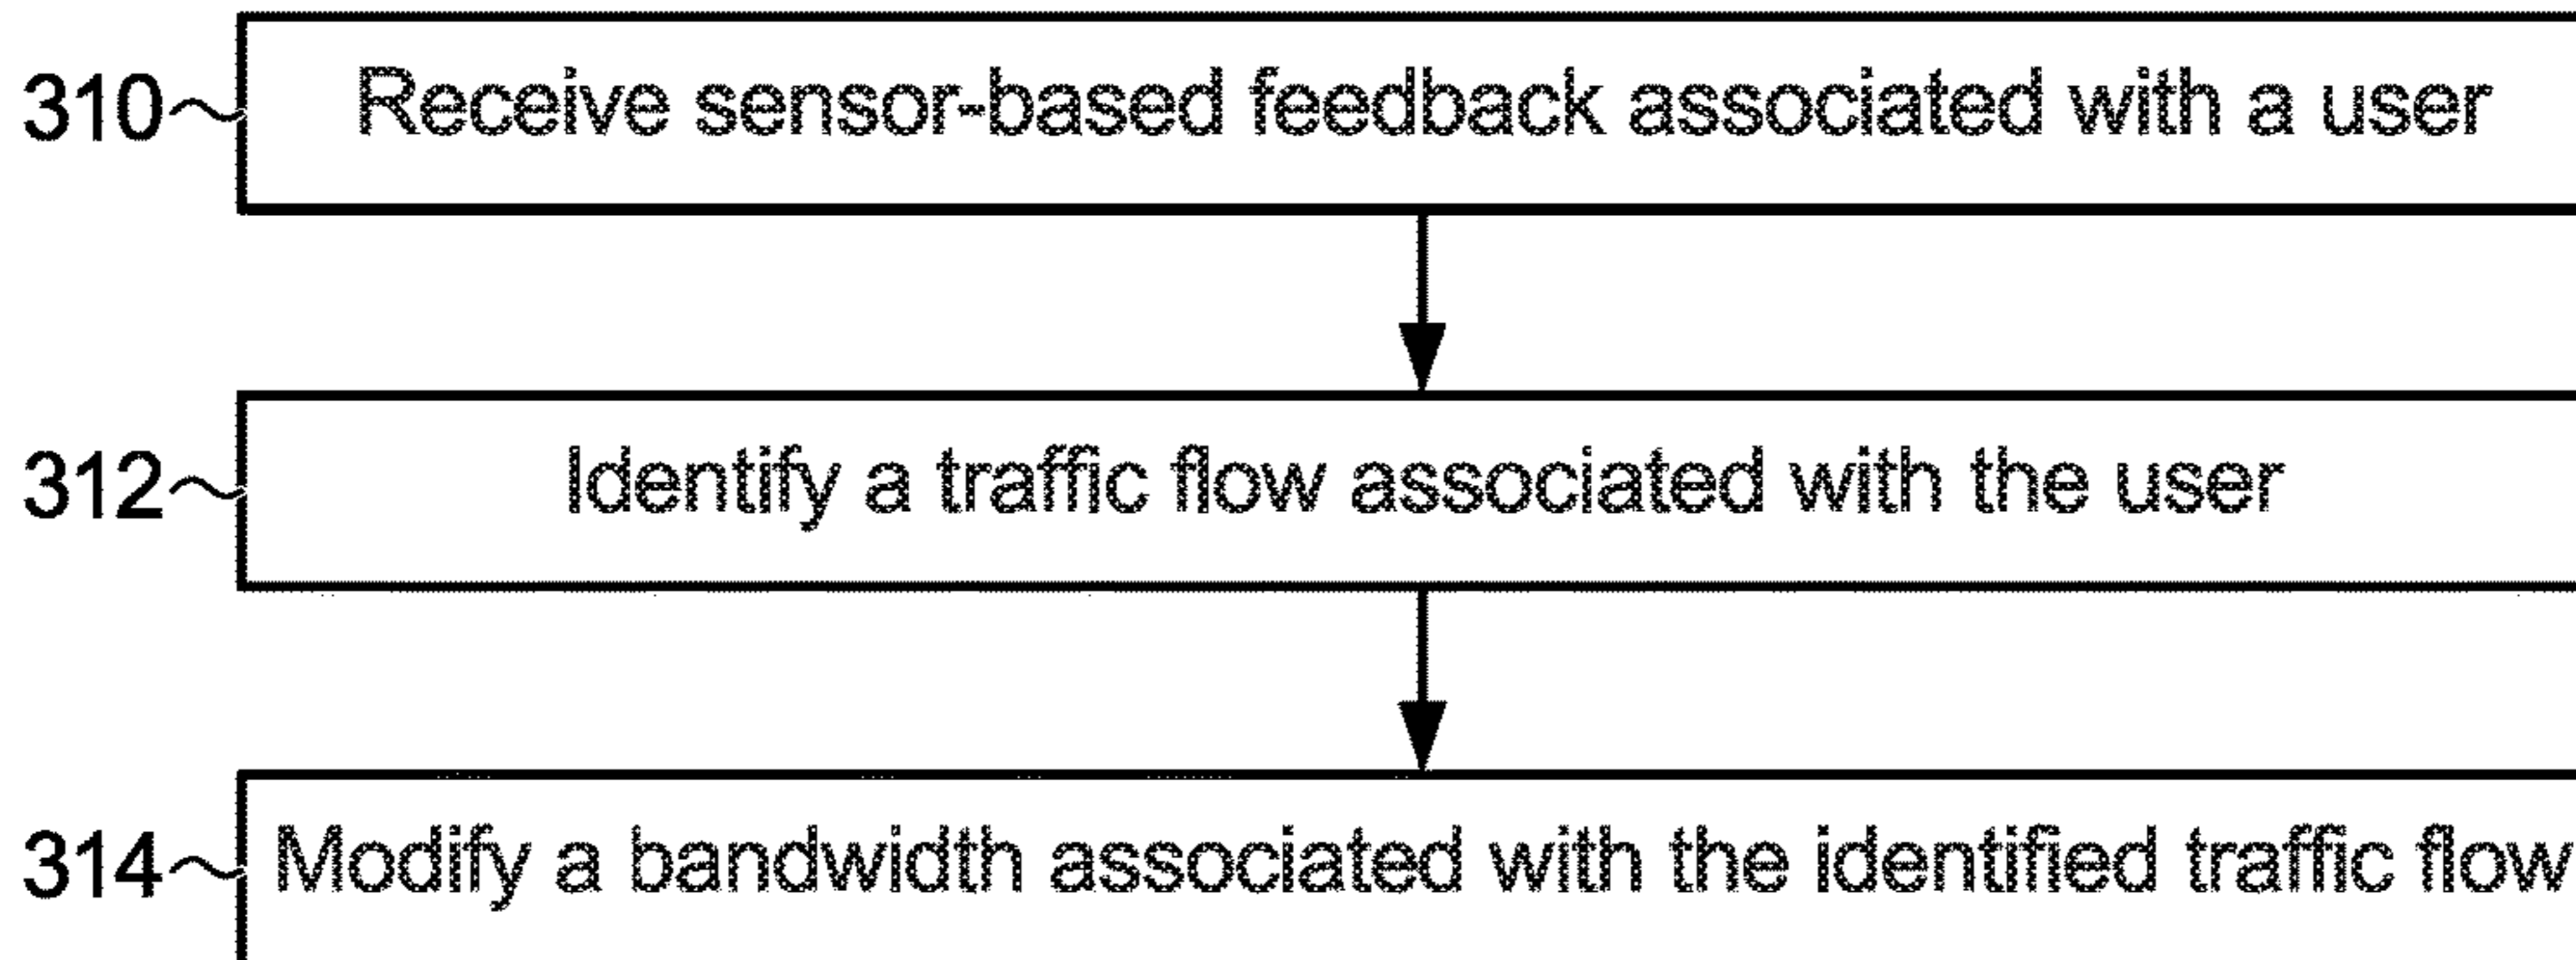 310 Receive sensor-based feedback associated with a user
312 Identify a traffic flow associated with the user
314 Modify a bandwidth associated with the identified traffic flow